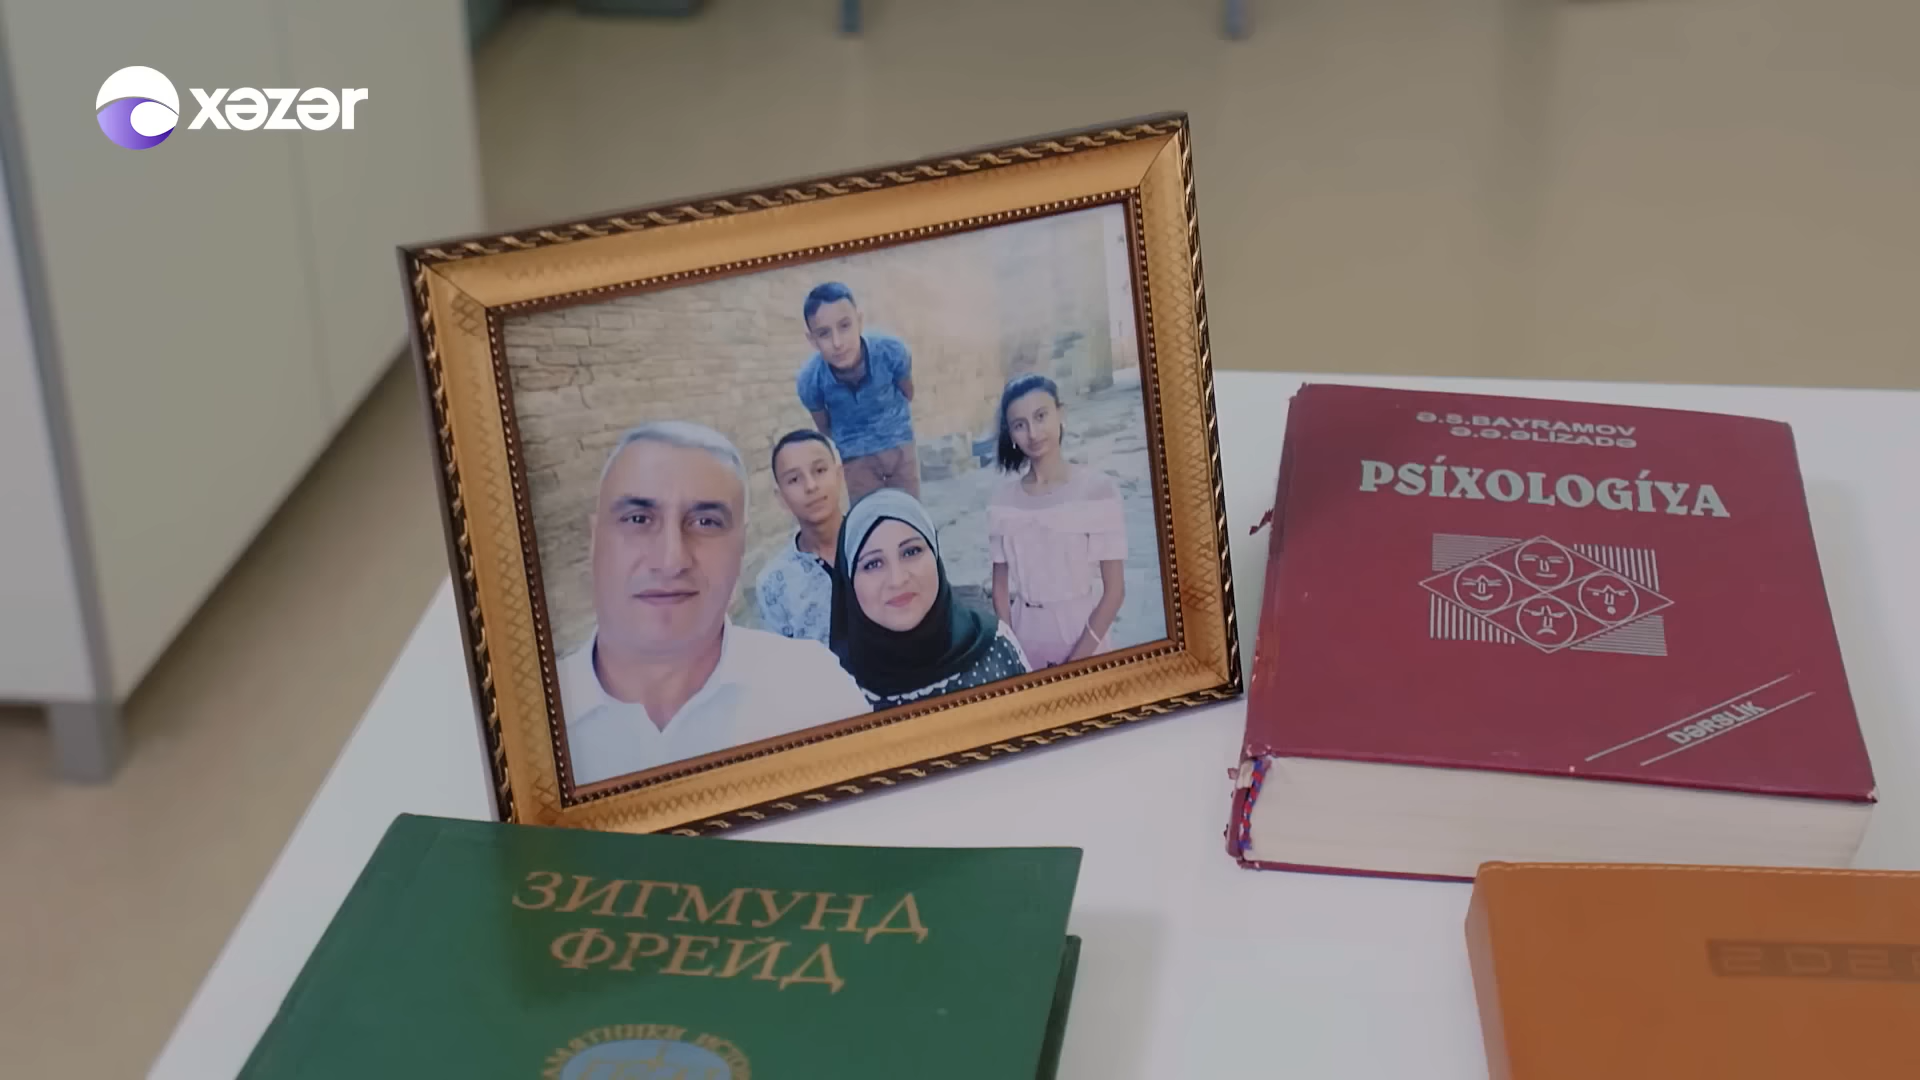 xəzər
Ə.S.BAYRAMOV
Ə.Ə.ƏLİZADƏ
PSİXOLOGİYA
DƏRSLİK
ЗИГМУНД
ФРЕЙД